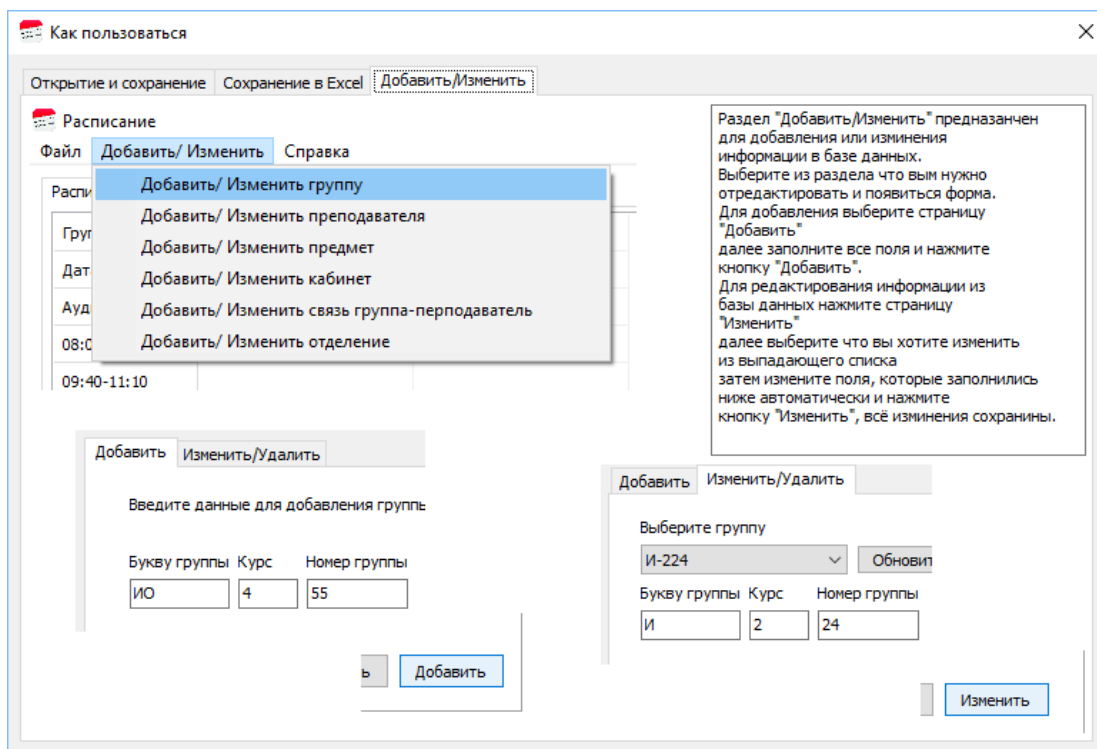 Как пользоваться
Открытие и сохранение Сохранение в Excel Добавить/Изменить
Расписание
Файл Добавить/ Изменить Справка
Добавить/ Изменить группу
Добавить/ Изменить преподавателя
Добавить/ Изменить предмет
Добавить/ Изменить кабинет
Добавить/ Изменить связь группа-перподаватель
Добавить/ Изменить отделение
09:40-11:10
Раздел "Добавить/Изменить" предназанчен
для добавления или изминения
информации в базе данных.
Выберите из раздела что вым нужно
отредактировать и появиться форма.
Для добавления выберите страницу
"Добавить"
далее заполните все поля и нажмите
кнопку "Добавить".
Для редактирования информации из
базы данных нажмите страницу
"Изменить"
далее выберите что вы хотите изменить
из выпадающего списка
затем измените поля, которые заполнились
ниже автоматически и нажмите
кнопку "Изменить", всё изминения сохранины.
Добавить Изменить/Удалить
Введите данные для добавления группы
Букву группы Курс Номер группы
ИО 4 55
Добавить
Добавить Изменить/Удалить
Выберите группу
И-224 Обновит
Букву группы Курс Номер группы
И 2 24
Изменить